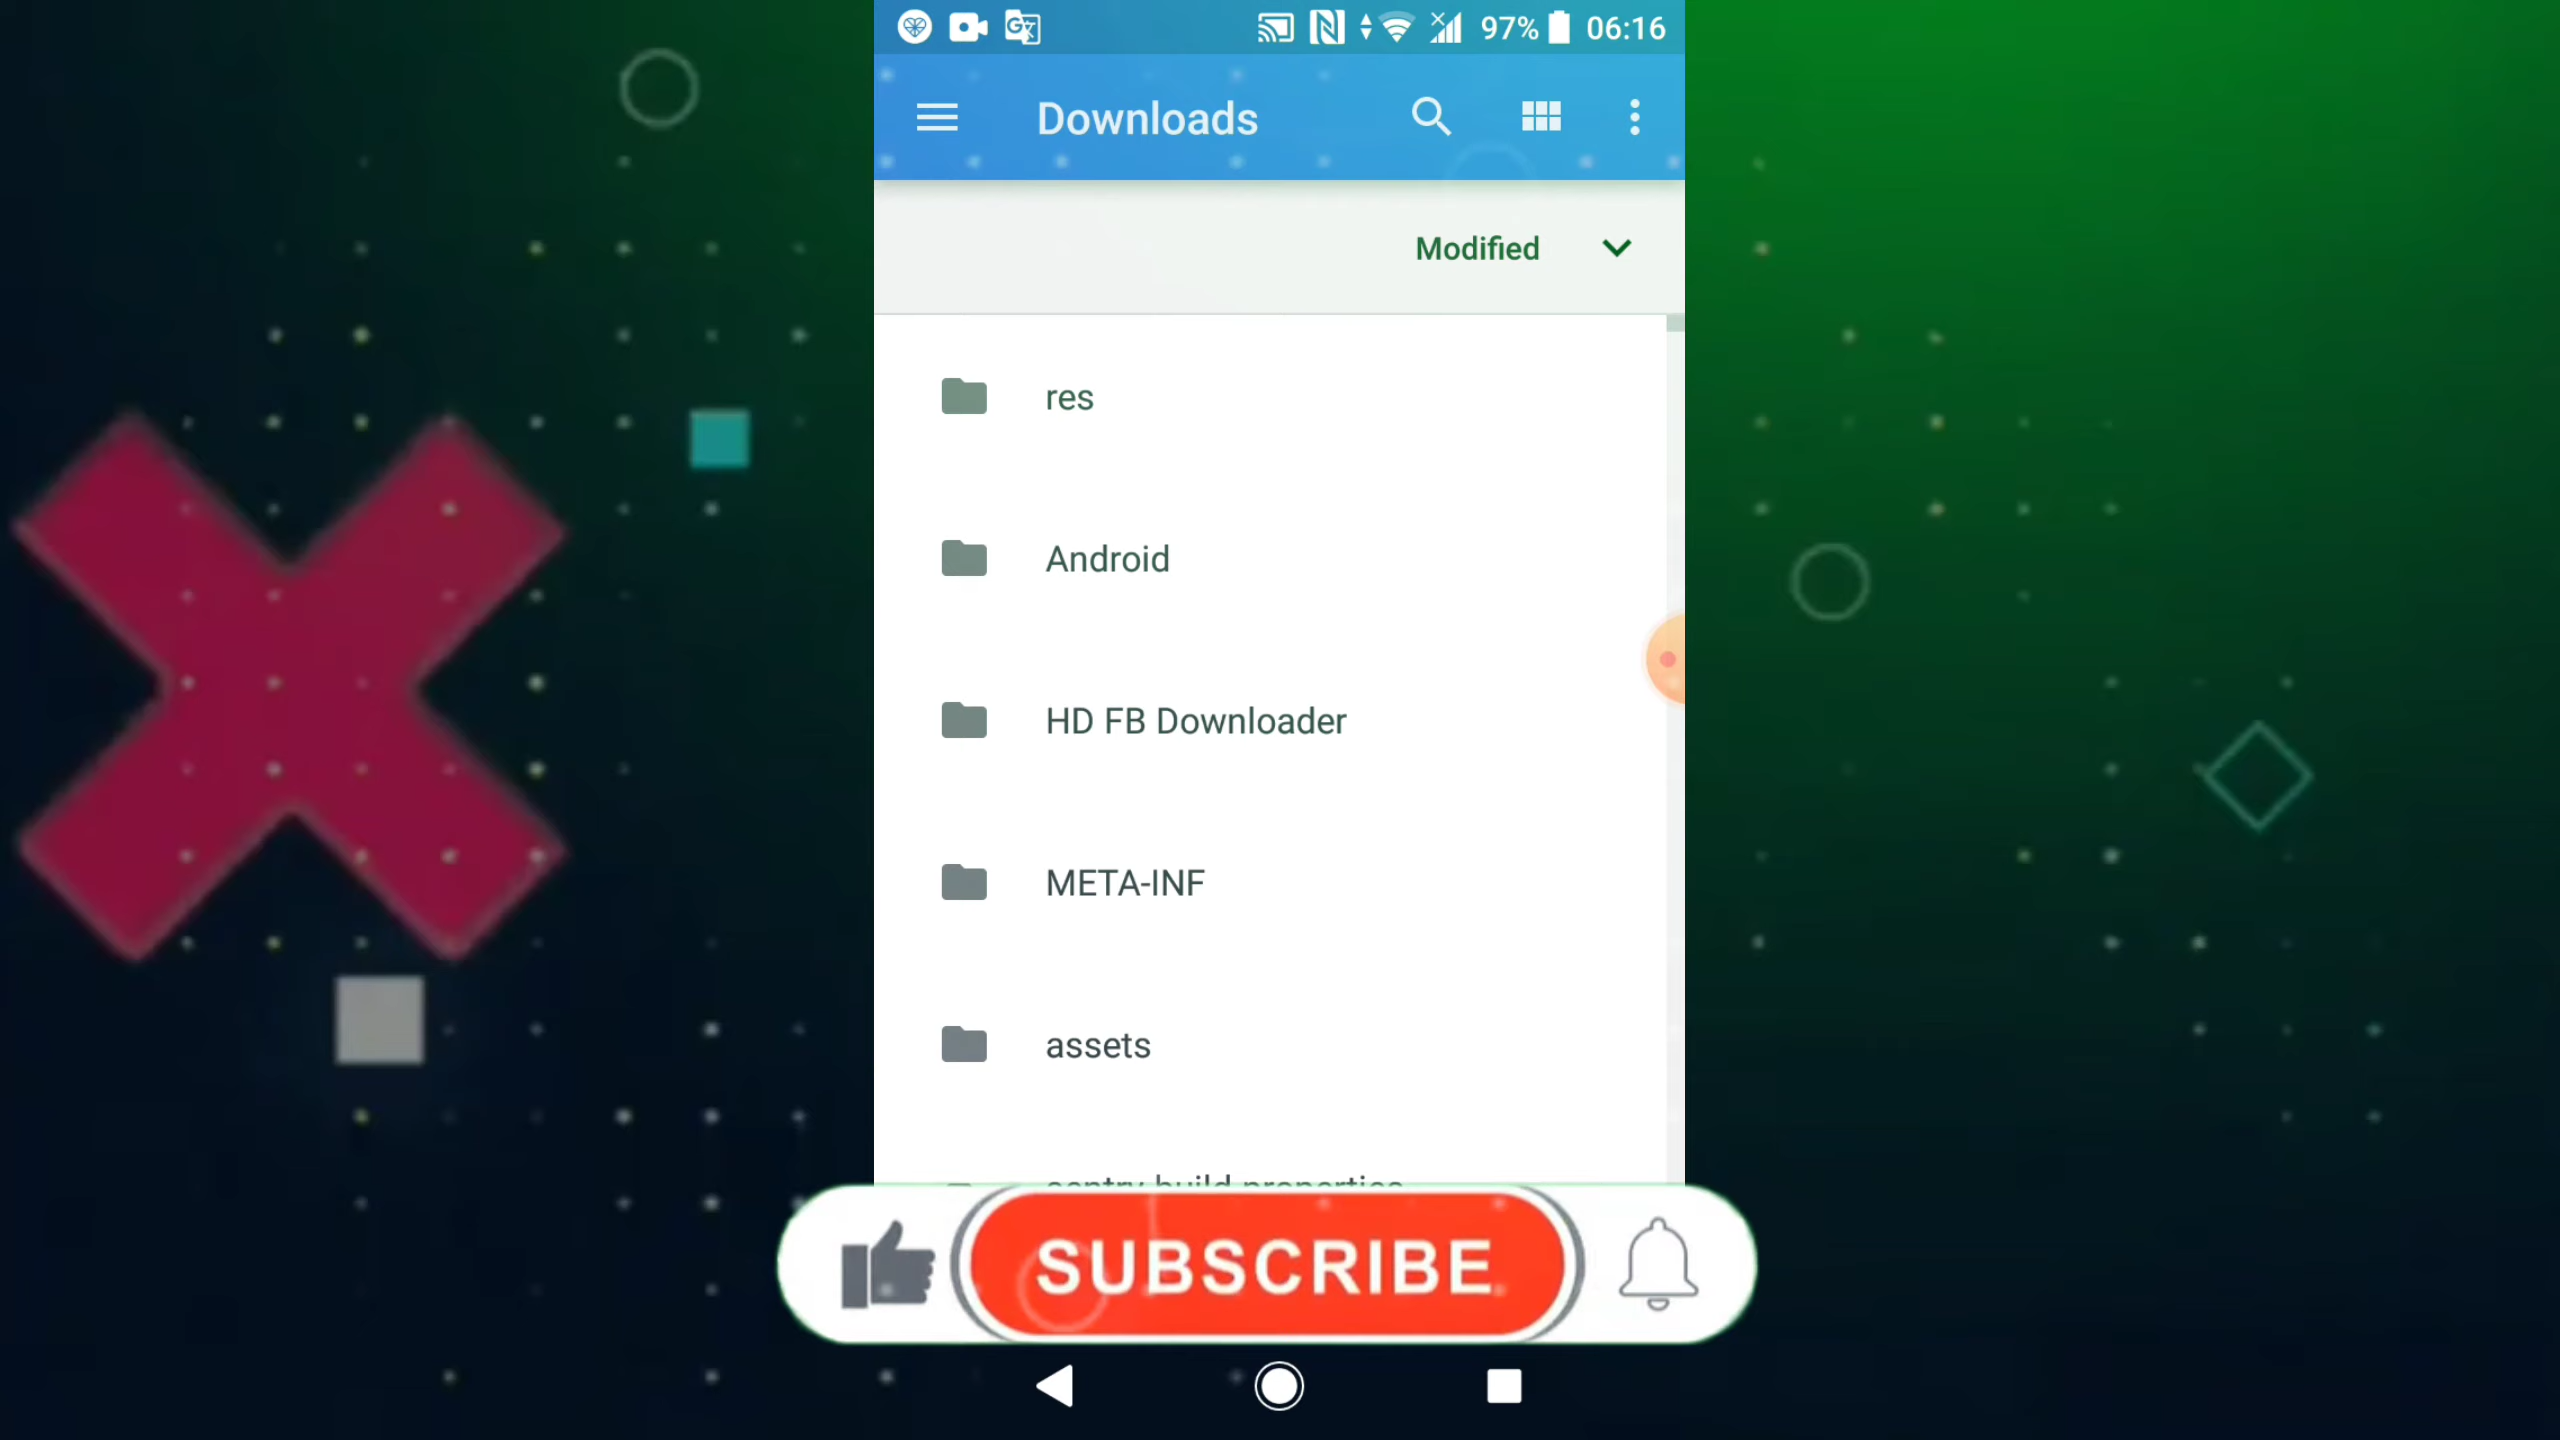 97% 06:16
Downloads
Modified
res
Android
HD FB Downloader
META-INF
assets
SUBSCRIBE